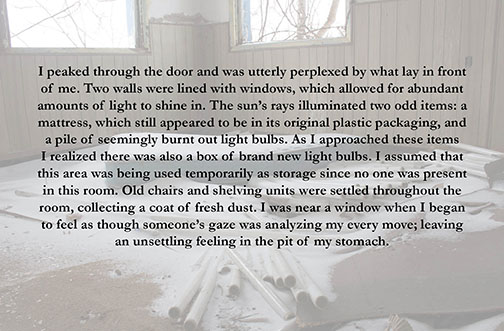 I peaked through the door and was utterly perplexed by what lay in front
of me. Two walls were lined with windows, which allowed for abundant
amounts of light to shine in. The sun's rays illuminated two odd items: a
mattress, which still appeared to be in its original plastic packaging, and
a pile of seemingly burnt out light bulbs. As I approached these items
I realized there was also a box of brand new light bulbs. I assumed that
this area was being used temporarily as storage since no one was present
in this room. Old chairs and shelving units were settled throughout the
room, collecting a coat of fresh dust. I was near a window when I began
to feel as though someone's gaze was analyzing my every move; leaving
an unsettling feeling in the pit of my stomach.